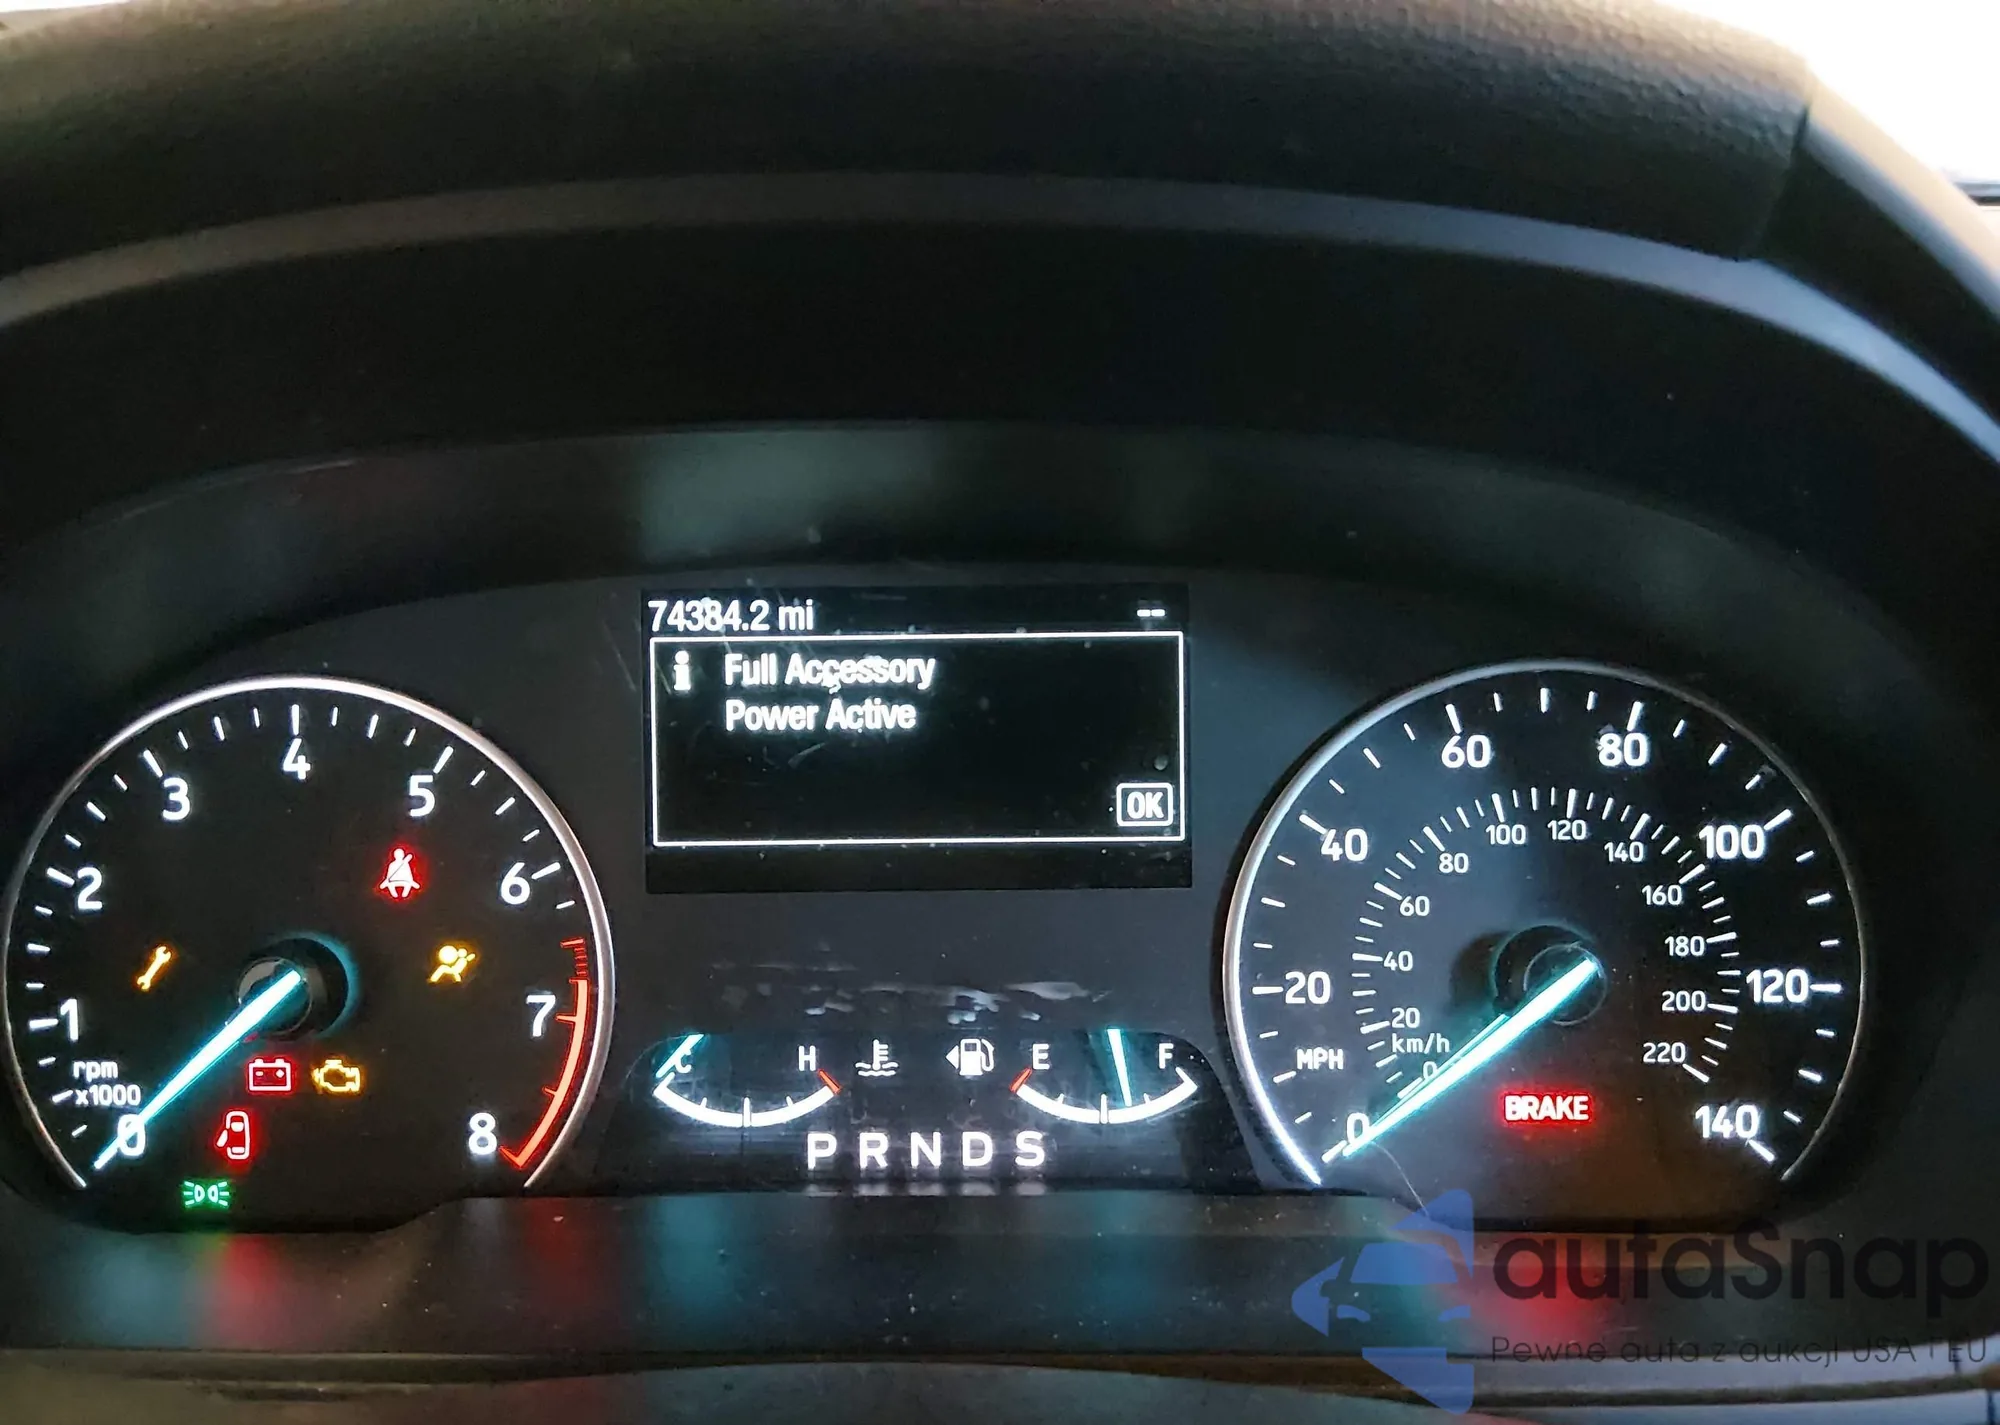 74384.2 mi --
i Full Accessory
Power Active
OK
1 2 3 4 5 6 7 8
rpm
x1000
0
C H
E F
P R N D S
0 20 40 60 80 100 120 140
MPH
0 20 40 60 80 100 120 140 160 180 200 220
km/h
BRAKE
autaSnap
Pewne auta z aukcji USA i EU